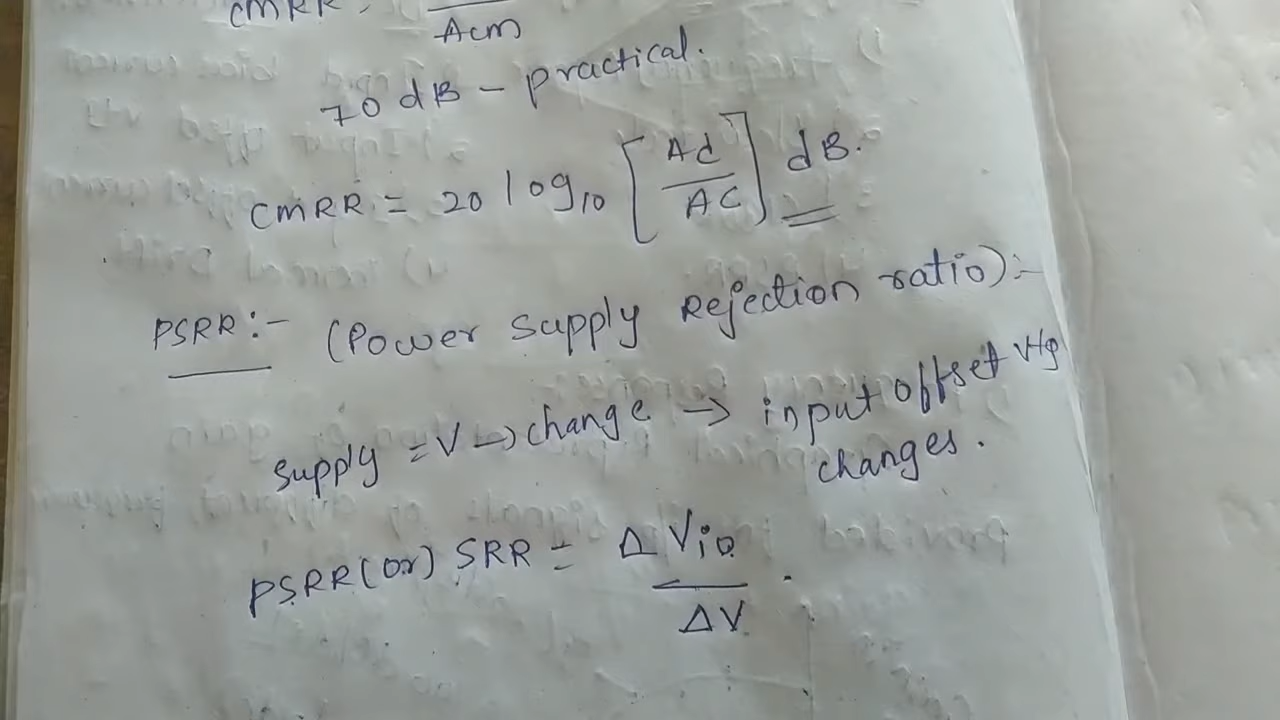 CMRR =
Acm
70 dB - practical.
CMRR = 20 log10 [Ad/AC] dB.
PSRR:- (Power supply Rejection ratio):-
supply = V → change → input offset Vtg
changes.
PSRR (or) SRR = ΔVio
ΔV.